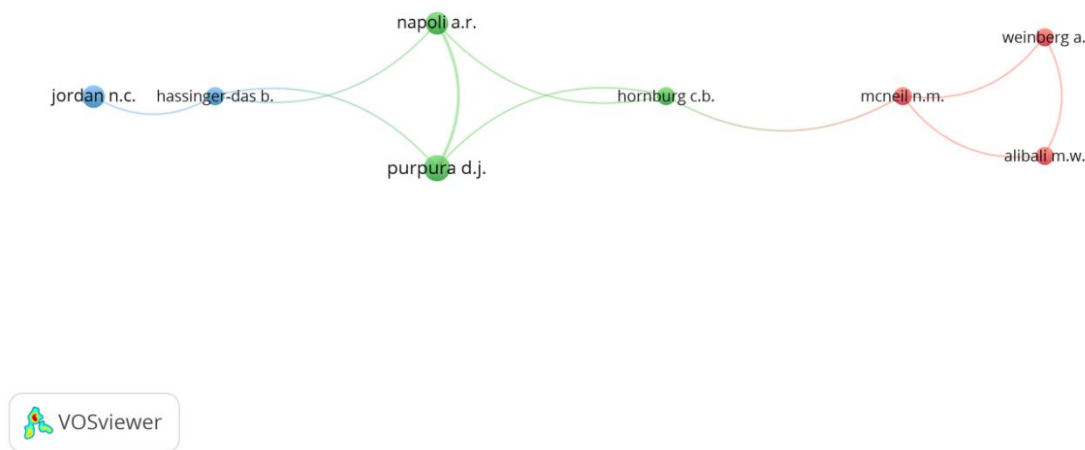 napoli a.r.
weinberg a.
jordan n.c.
hassinger-das b.
hornburg c.b.
mcneil n.m.
alibali m.w.
purpura d.j.
VOSviewer